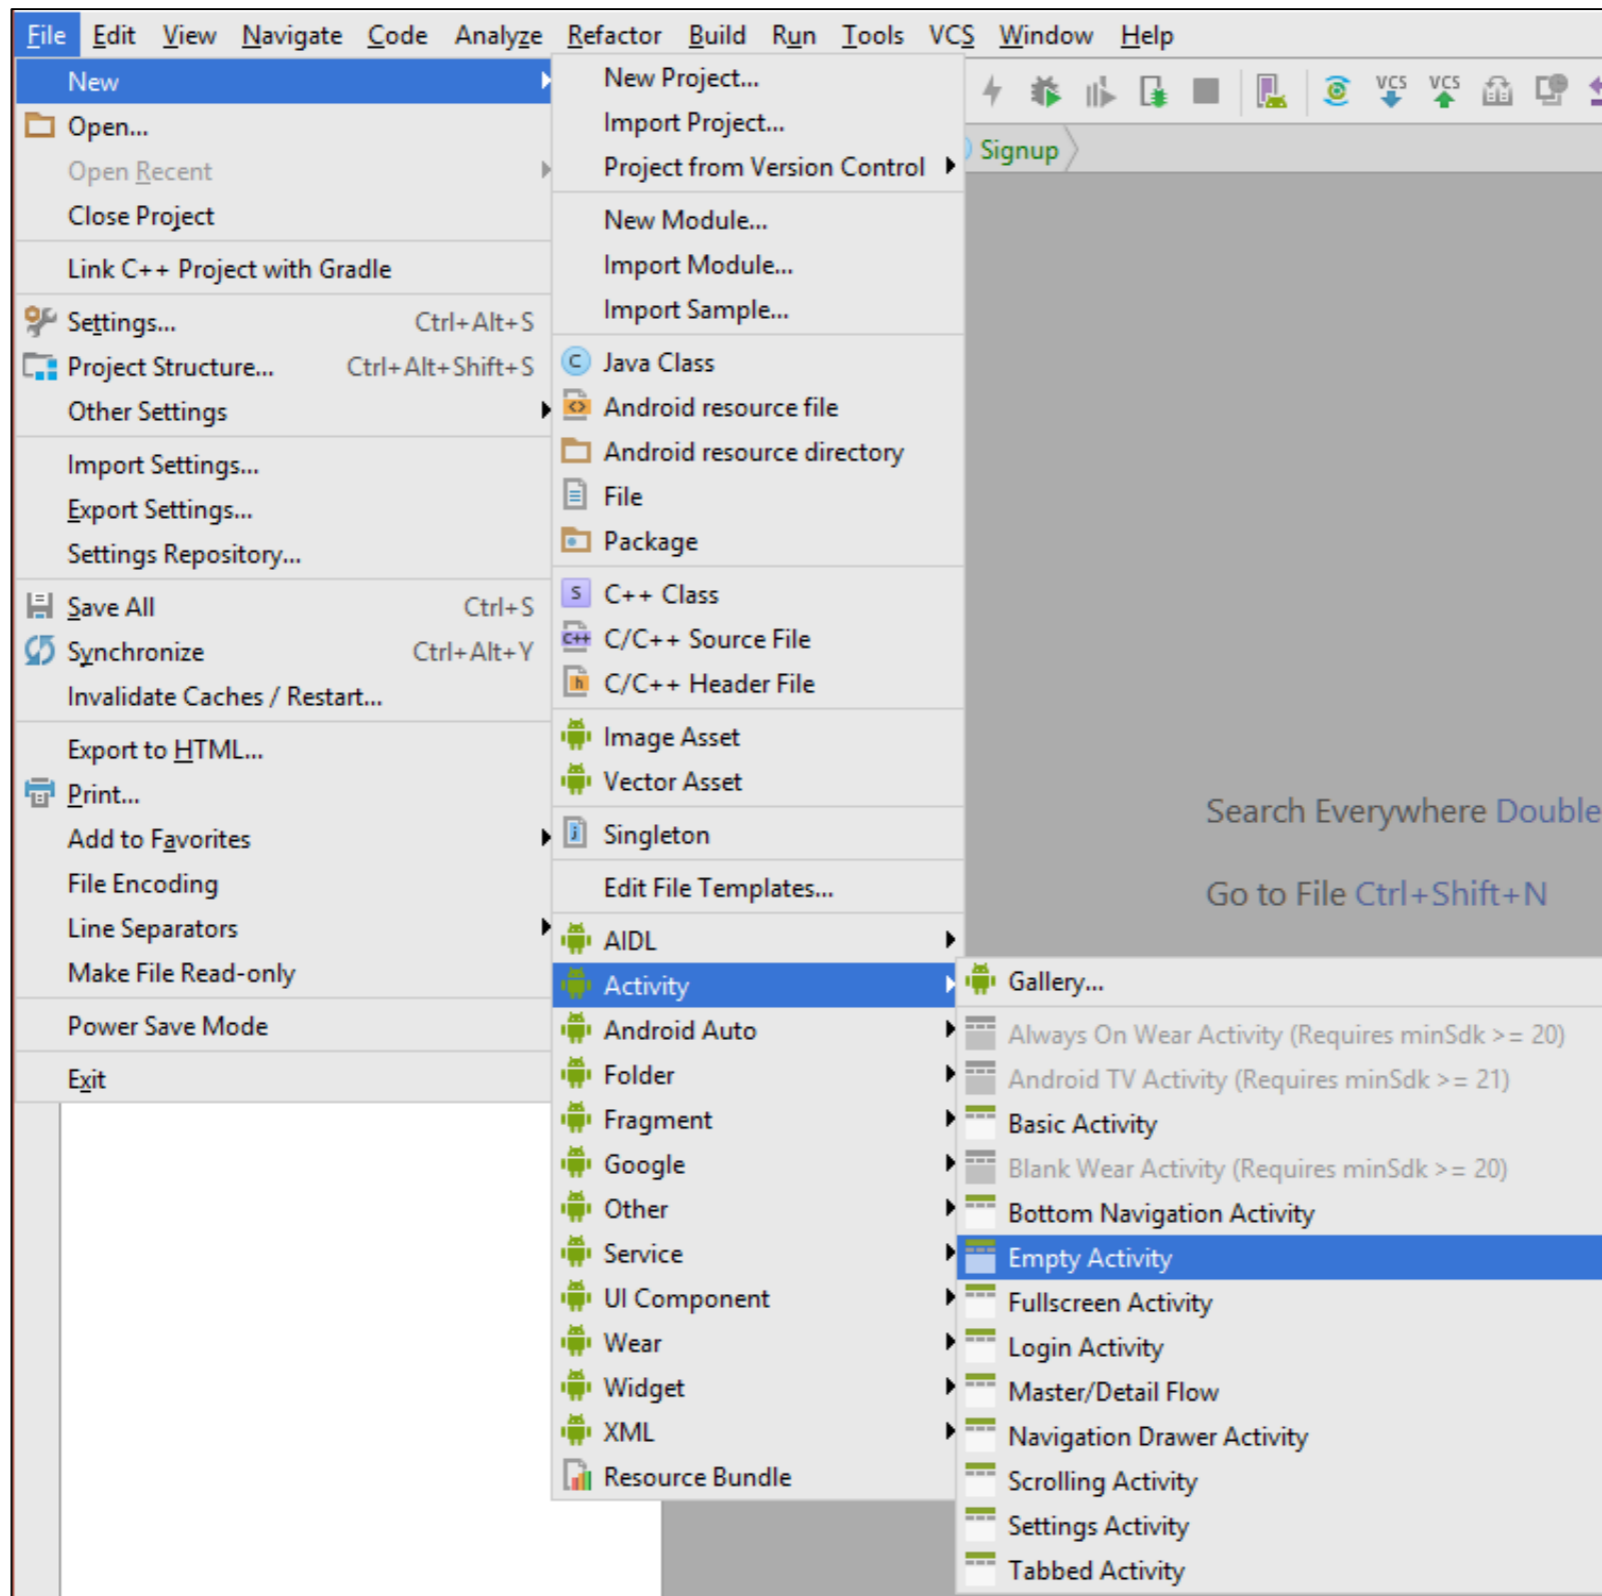 File Edit View Navigate Code Analyze Refactor Build Run Tools VCS Window Help
New
Open...
Open Recent
Close Project
Link C++ Project with Gradle
Settings... Ctrl+Alt+S
Project Structure... Ctrl+Alt+Shift+S
Other Settings
Import Settings...
Export Settings...
Settings Repository...
Save All Ctrl+S
Synchronize Ctrl+Alt+Y
Invalidate Caches / Restart...
Export to HTML...
Print...
Add to Favorites
File Encoding
Line Separators
Make File Read-only
Power Save Mode
Exit
New Project...
Import Project...
Project from Version Control
New Module...
Import Module...
Import Sample...
C Java Class
Android resource file
Android resource directory
File
Package
S C++ Class
C++ C/C++ Source File
h C/C++ Header File
Image Asset
Vector Asset
j Singleton
Edit File Templates...
AIDL
Activity
Android Auto
Folder
Fragment
Google
Other
Service
UI Component
Wear
Widget
XML
Resource Bundle
VCS VCS
Signup
Search Everywhere Double
Go to File Ctrl+Shift+N
Gallery...
Always On Wear Activity (Requires minSdk >= 20)
Android TV Activity (Requires minSdk >= 21)
Basic Activity
Blank Wear Activity (Requires minSdk >= 20)
Bottom Navigation Activity
Empty Activity
Fullscreen Activity
Login Activity
Master/Detail Flow
Navigation Drawer Activity
Scrolling Activity
Settings Activity
Tabbed Activity